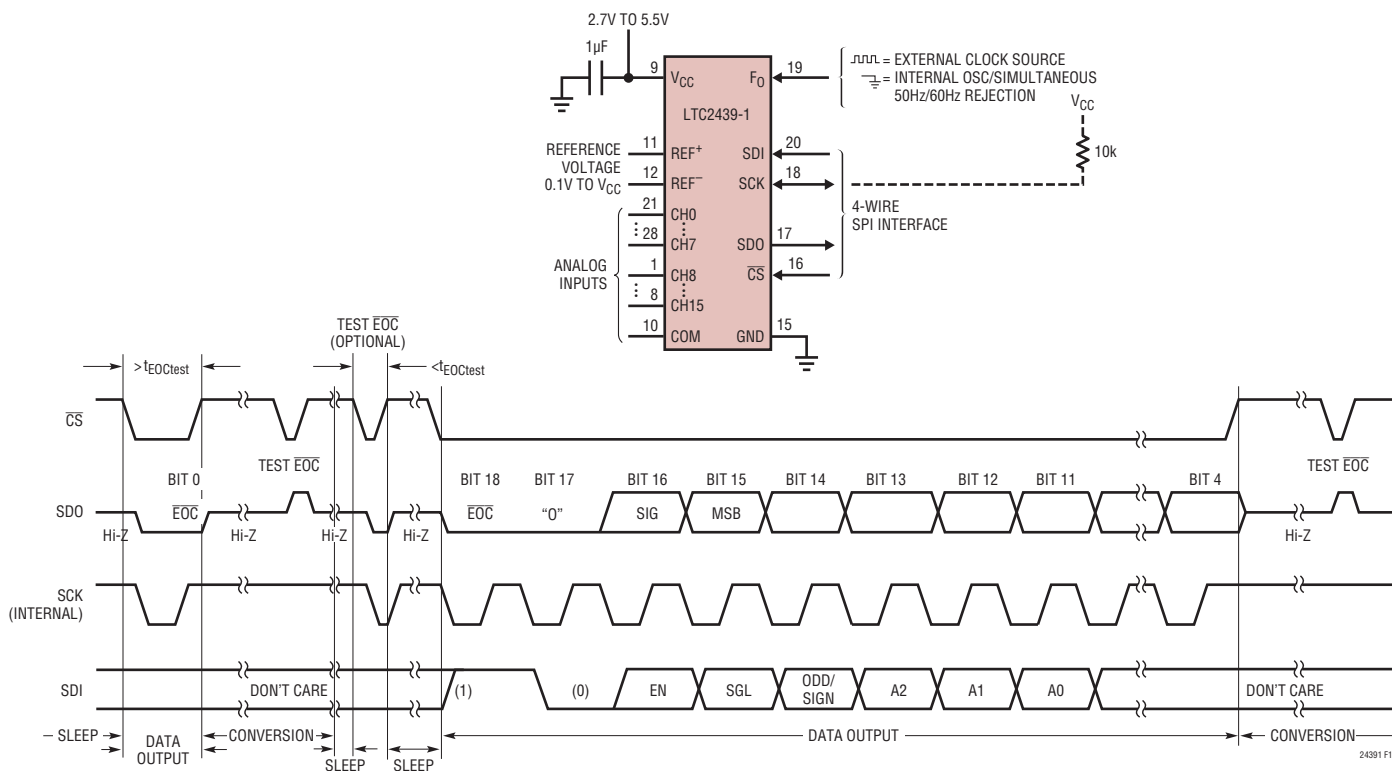 2.7V TO 5.5V
1µF
9
VCC
FO
19
= EXTERNAL CLOCK SOURCE
= INTERNAL OSC/SIMULTANEOUS
50Hz/60Hz REJECTION
VCC
10k
LTC2439-1
REFERENCE
VOLTAGE
0.1V TO VCC
11
REF+
12
REF–
SDI
20
SCK
18
4-WIRE
SPI INTERFACE
ANALOG
INPUTS
21
CH0
28
CH7
1
CH8
8
CH15
10
COM
SDO
17
CS
16
GND
15
TEST EOC
(OPTIONAL)
>tEOCtest
<tEOCtest
CS
TEST EOC
TEST EOC
BIT 0
BIT 18
BIT 17
BIT 16
BIT 15
BIT 14
BIT 13
BIT 12
BIT 11
BIT 4
SDO
EOC
EOC
“O”
SIG
MSB
Hi-Z
Hi-Z
Hi-Z
Hi-Z
Hi-Z
SCK
(INTERNAL)
SDI
DON'T CARE
(1)
(0)
EN
SGL
ODD/
SIGN
A2
A1
A0
DON'T CARE
SLEEP
DATA
OUTPUT
CONVERSION
SLEEP
SLEEP
DATA OUTPUT
CONVERSION
24391 F1